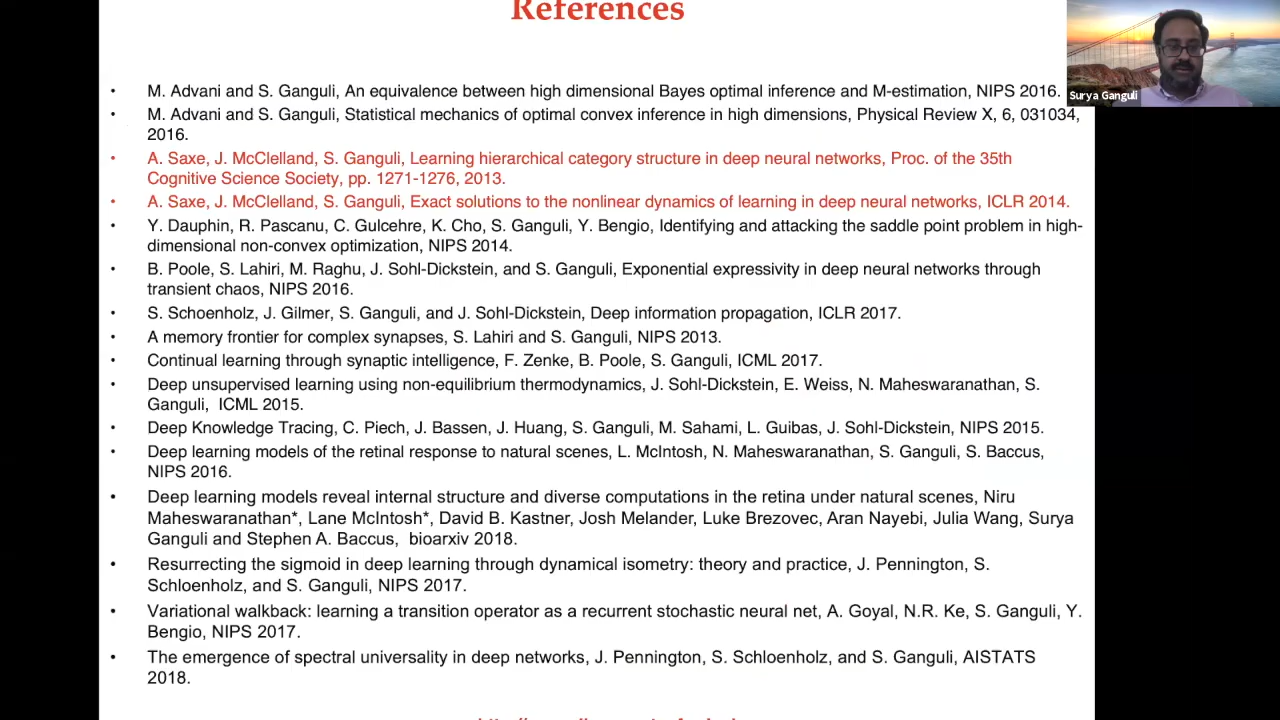 References
Surya Ganguli
• M. Advani and S. Ganguli, An equivalence between high dimensional Bayes optimal inference and M-estimation, NIPS 2016.
• M. Advani and S. Ganguli, Statistical mechanics of optimal convex inference in high dimensions, Physical Review X, 6, 031034,
2016.
• A. Saxe, J. McClelland, S. Ganguli, Learning hierarchical category structure in deep neural networks, Proc. of the 35th
Cognitive Science Society, pp. 1271-1276, 2013.
• A. Saxe, J. McClelland, S. Ganguli, Exact solutions to the nonlinear dynamics of learning in deep neural networks, ICLR 2014.
• Y. Dauphin, R. Pascanu, C. Gulcehre, K. Cho, S. Ganguli, Y. Bengio, Identifying and attacking the saddle point problem in high-
dimensional non-convex optimization, NIPS 2014.
• B. Poole, S. Lahiri, M. Raghu, J. Sohl-Dickstein, and S. Ganguli, Exponential expressivity in deep neural networks through
transient chaos, NIPS 2016.
• S. Schoenholz, J. Gilmer, S. Ganguli, and J. Sohl-Dickstein, Deep information propagation, ICLR 2017.
• A memory frontier for complex synapses, S. Lahiri and S. Ganguli, NIPS 2013.
• Continual learning through synaptic intelligence, F. Zenke, B. Poole, S. Ganguli, ICML 2017.
• Deep unsupervised learning using non-equilibrium thermodynamics, J. Sohl-Dickstein, E. Weiss, N. Maheswaranathan, S.
Ganguli, ICML 2015.
• Deep Knowledge Tracing, C. Piech, J. Bassen, J. Huang, S. Ganguli, M. Sahami, L. Guibas, J. Sohl-Dickstein, NIPS 2015.
• Deep learning models of the retinal response to natural scenes, L. McIntosh, N. Maheswaranathan, S. Ganguli, S. Baccus,
NIPS 2016.
• Deep learning models reveal internal structure and diverse computations in the retina under natural scenes, Niru
Maheswaranathan*, Lane McIntosh*, David B. Kastner, Josh Melander, Luke Brezovec, Aran Nayebi, Julia Wang, Surya
Ganguli and Stephen A. Baccus, bioarxiv 2018.
• Resurrecting the sigmoid in deep learning through dynamical isometry: theory and practice, J. Pennington, S.
Schloenholz, and S. Ganguli, NIPS 2017.
• Variational walkback: learning a transition operator as a recurrent stochastic neural net, A. Goyal, N.R. Ke, S. Ganguli, Y.
Bengio, NIPS 2017.
• The emergence of spectral universality in deep networks, J. Pennington, S. Schloenholz, and S. Ganguli, AISTATS
2018.